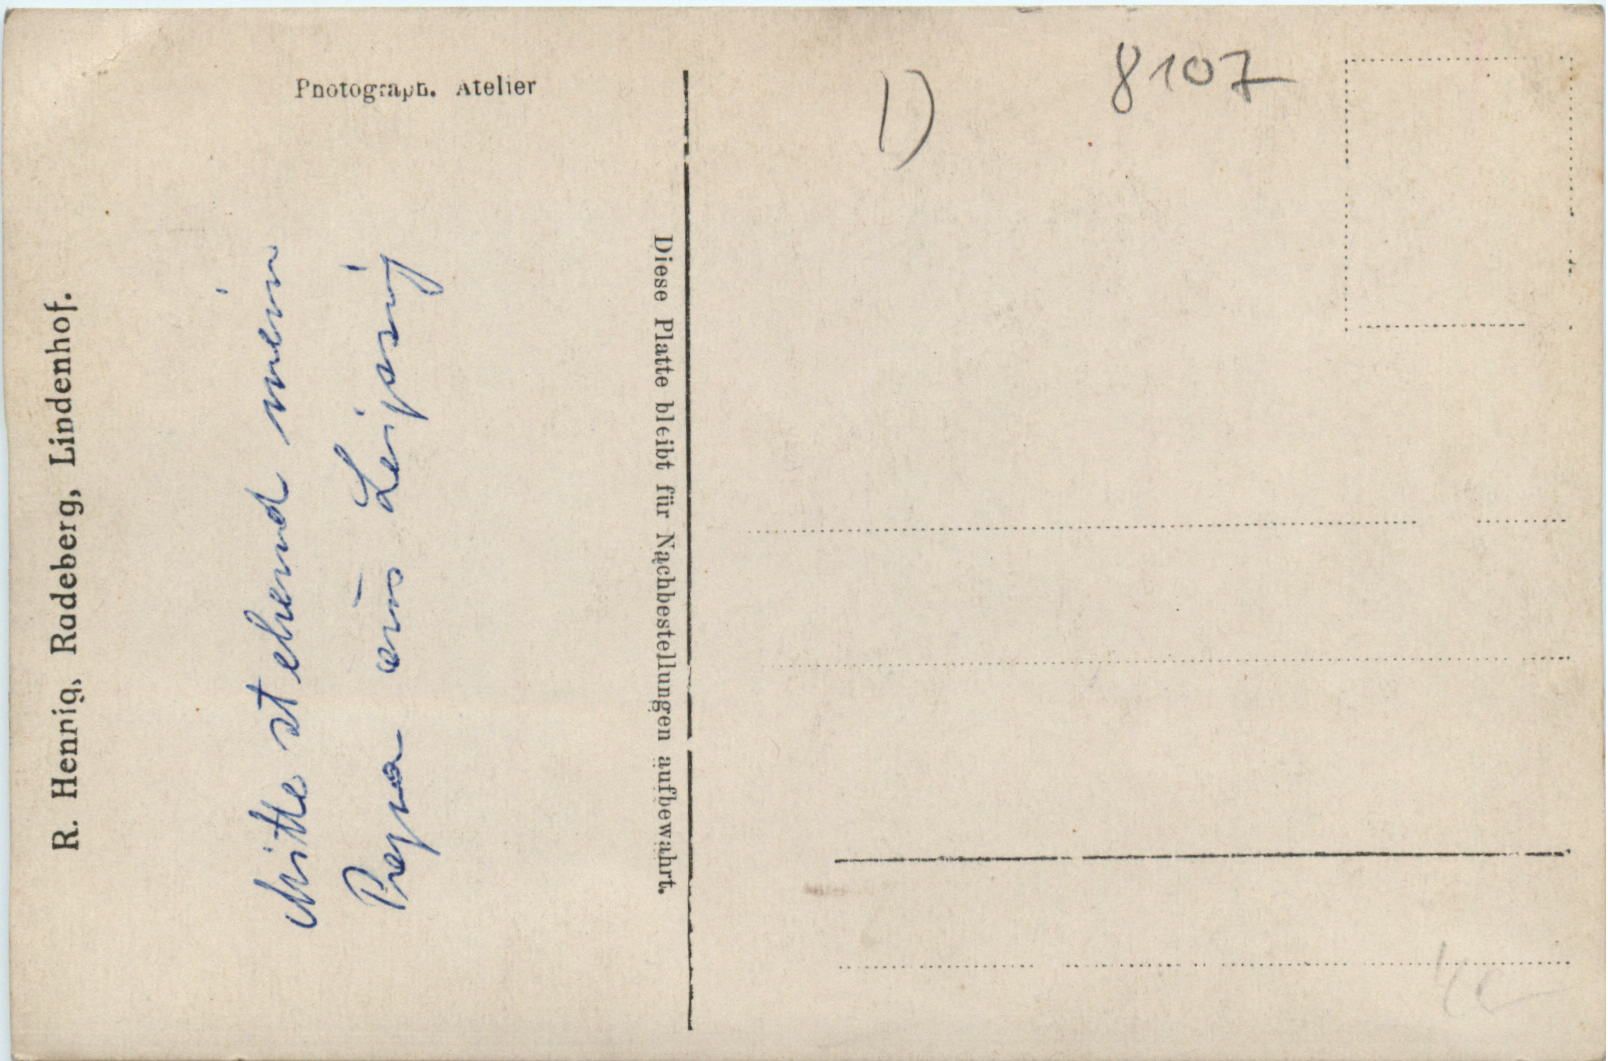 Photograph. Atelier
R. Hennig, Radeberg, Lindenhof.
Mitte stehend mein
Papa aus Leipzig
Diese Platte bleibt für Nachbestellungen aufbewahrt.
1)
8107